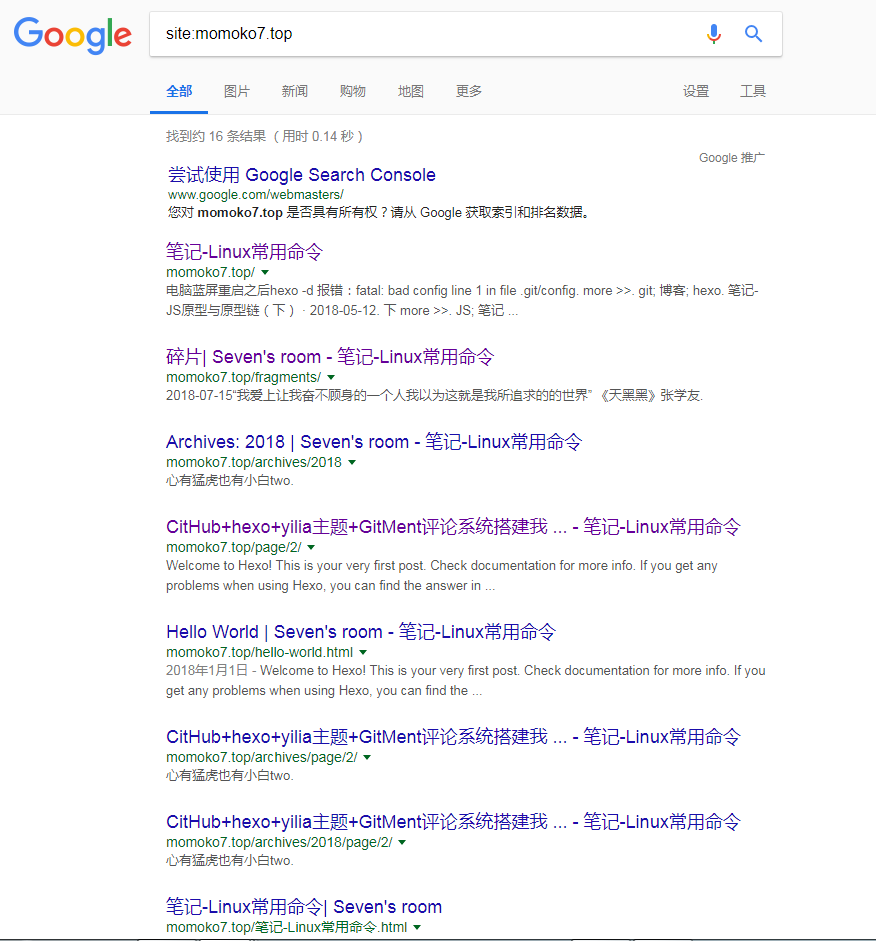 Google
site:momoko7.top
全部 图片 新闻 购物 地图 更多 设置 工具
找到约 16 条结果 （用时 0.14 秒）
Google 推广
尝试使用 Google Search Console
www.google.com/webmasters/
您对 momoko7.top 是否具有所有权？请从 Google 获取索引和排名数据。
笔记-Linux常用命令
momoko7.top/
电脑蓝屏重启之后hexo -d 报错：fatal: bad config line 1 in file .git/config. more >>. git; 博客; hexo. 笔记-
JS原型与原型链（下） · 2018-05-12. 下 more >>. JS; 笔记 ...
碎片| Seven's room - 笔记-Linux常用命令
momoko7.top/fragments/
2018-07-15“我爱上让我奋不顾身的一个人我以为这就是我所追求的的世界” 《天黑黑》张学友.
Archives: 2018 | Seven's room - 笔记-Linux常用命令
momoko7.top/archives/2018
心有猛虎也有小白two.
CitHub+hexo+yilia主题+GitMent评论系统搭建我 ... - 笔记-Linux常用命令
momoko7.top/page/2/
Welcome to Hexo! This is your very first post. Check documentation for more info. If you get any
problems when using Hexo, you can find the answer in ...
Hello World | Seven's room - 笔记-Linux常用命令
momoko7.top/hello-world.html
2018年1月1日 - Welcome to Hexo! This is your very first post. Check documentation for more info. If you
get any problems when using Hexo, you can find the ...
CitHub+hexo+yilia主题+GitMent评论系统搭建我 ... - 笔记-Linux常用命令
momoko7.top/archives/page/2/
心有猛虎也有小白two.
CitHub+hexo+yilia主题+GitMent评论系统搭建我 ... - 笔记-Linux常用命令
momoko7.top/archives/2018/page/2/
心有猛虎也有小白two.
笔记-Linux常用命令| Seven's room
momoko7.top/笔记-Linux常用命令.html